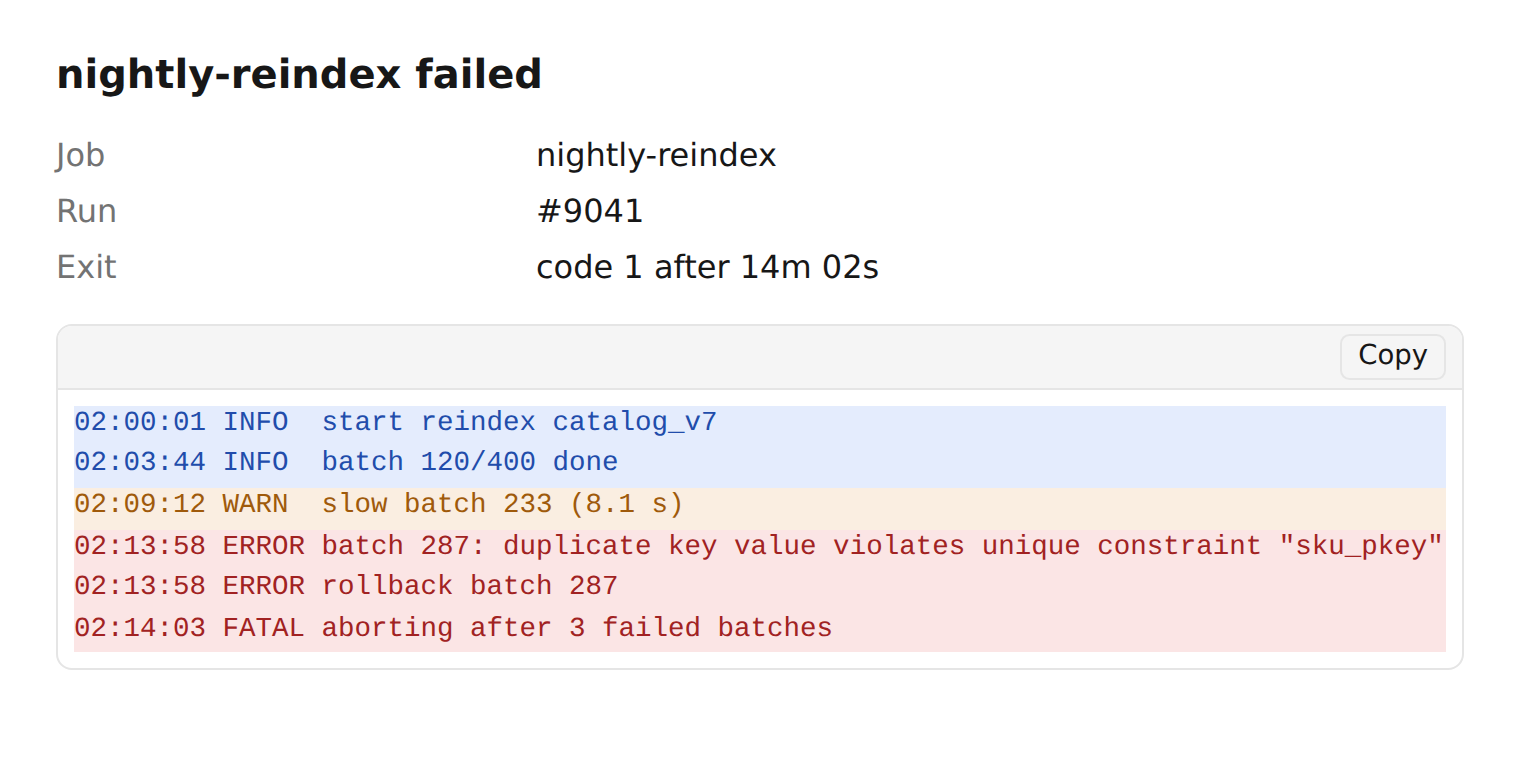 nightly-reindex failed
Job nightly-reindex
Run #9041
Exit code 1 after 14m 02s
Copy
02:00:01 INFO  start reindex catalog_v7
02:03:44 INFO  batch 120/400 done
02:09:12 WARN  slow batch 233 (8.1 s)
02:13:58 ERROR batch 287: duplicate key value violates unique constraint "sku_pkey"
02:13:58 ERROR rollback batch 287
02:14:03 FATAL aborting after 3 failed batches